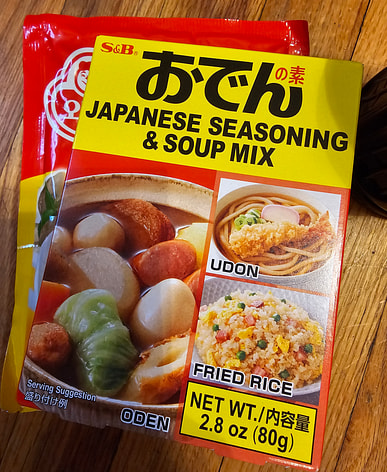 S&B®
おでんの素
JAPANESE SEASONING
& SOUP MIX
UDON
FRIED RICE
Serving Suggestion
盛り付け例
ODEN
NET WT./内容量
2.8 oz (80g)